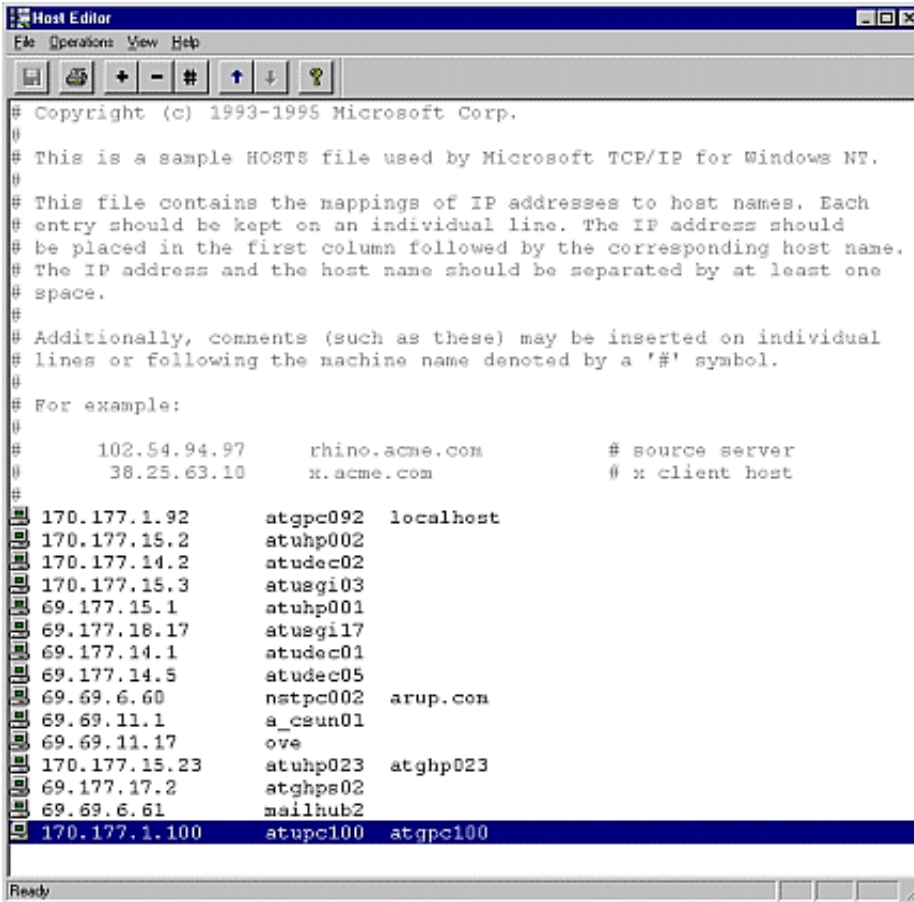 Host Editor
File Operations View Help
# Copyright (c) 1993-1995 Microsoft Corp.
#
# This is a sample HOSTS file used by Microsoft TCP/IP for Windows NT.
#
# This file contains the mappings of IP addresses to host names. Each
# entry should be kept on an individual line. The IP address should
# be placed in the first column followed by the corresponding host name.
# The IP address and the host name should be separated by at least one
# space.
#
# Additionally, comments (such as these) may be inserted on individual
# lines or following the machine name denoted by a '#' symbol.
#
# For example:
#
# 102.54.94.97 rhino.acme.com # source server
# 38.25.63.10 x.acme.com # x client host
#
170.177.1.92 atgpc092 localhost
170.177.15.2 atuhp002
170.177.14.2 atudec02
170.177.15.3 atusgi03
69.177.15.1 atuhp001
69.177.18.17 atusgi17
69.177.14.1 atudec01
69.177.14.5 atudec05
69.69.6.60 nstpc002 arup.com
69.69.11.1 a_csun01
69.69.11.17 ove
170.177.15.23 atuhp023 atghp023
69.177.17.2 atghps02
69.69.6.61 mailhub2
170.177.1.100 atupc100 atgpc100
Ready